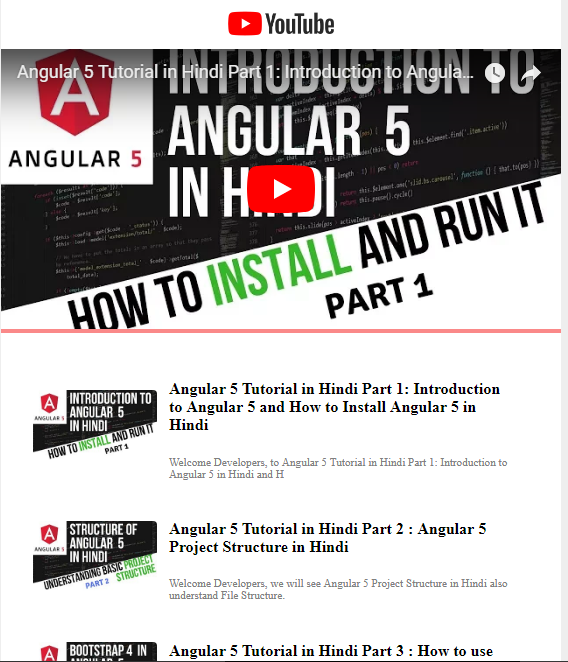 YouTube
Angular 5 Tutorial in Hindi Part 1: Introduction to Angula...
INTRODUCTION TO
ANGULAR 5
IN HINDI
ANGULAR 5
HOW TO INSTALL AND RUN IT
PART 1
Angular 5 Tutorial in Hindi Part 1: Introduction
to Angular 5 and How to Install Angular 5 in
Hindi
INTRODUCTION TO
ANGULAR 5
IN HINDI
ANGULAR 5
HOW TO INSTALL AND RUN IT
PART 1
Welcome Developers, to Angular 5 Tutorial in Hindi Part 1: Introduction to
Angular 5 in Hindi and H
Angular 5 Tutorial in Hindi Part 2 : Angular 5
Project Structure in Hindi
STRUCTURE OF
ANGULAR 5
IN HINDI
ANGULAR 5
UNDERSTANDING BASIC PROJECT
STRUCTURE
PART 2
Welcome Developers, we will see Angular 5 Project Structure in Hindi also
understand File Structure.
Angular 5 Tutorial in Hindi Part 3 : How to use
BOOTSTRAP 4 IN